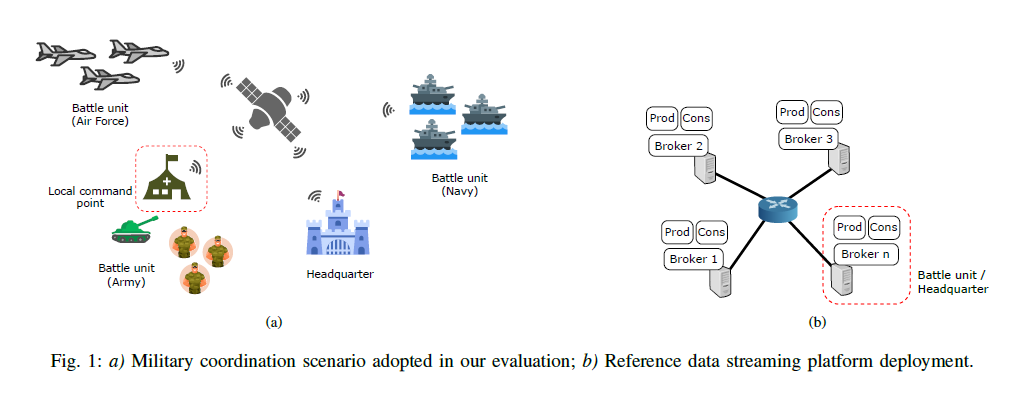 Battle unit
(Air Force)
Local command
point
Battle unit
(Army)
Headquarter
Battle unit
(Navy)
(a)
Prod Cons
Broker 2
Prod Cons
Broker 3
Prod Cons
Broker 1
Prod Cons
Broker n
Battle unit /
Headquarter
(b)
Fig. 1: a) Military coordination scenario adopted in our evaluation; b) Reference data streaming platform deployment.